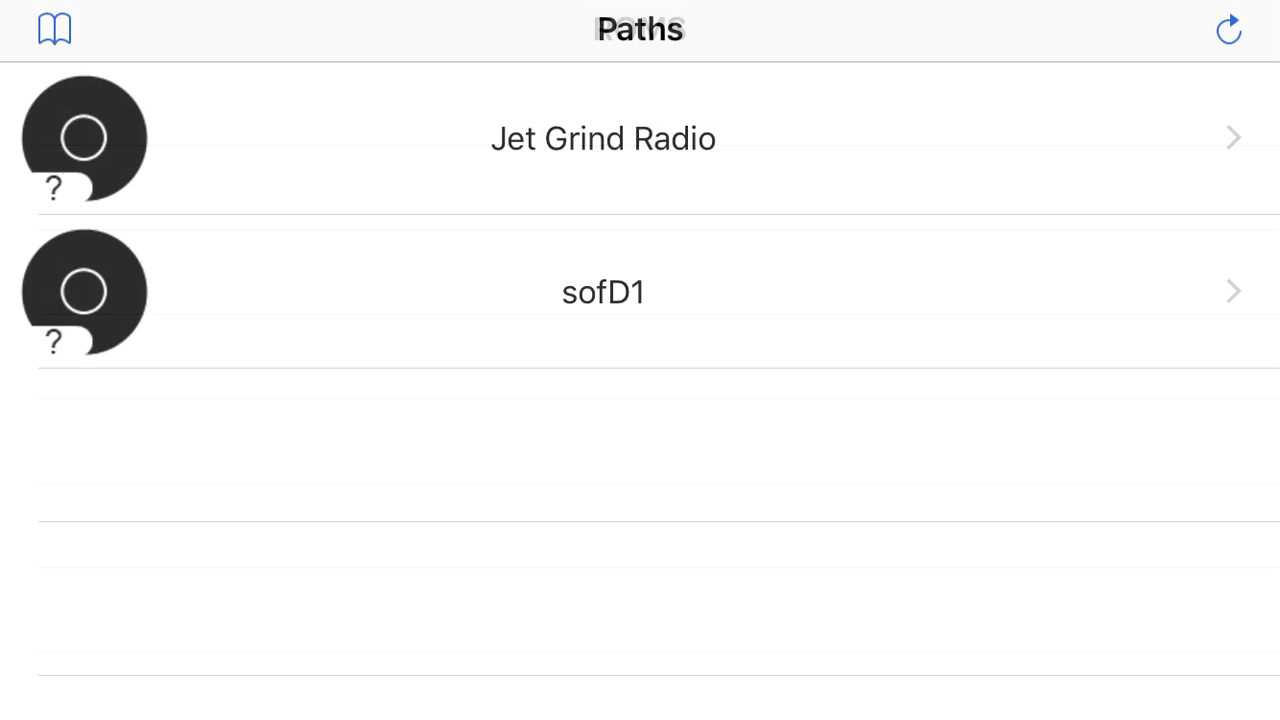 Paths
Jet Grind Radio
?
sofD1
?